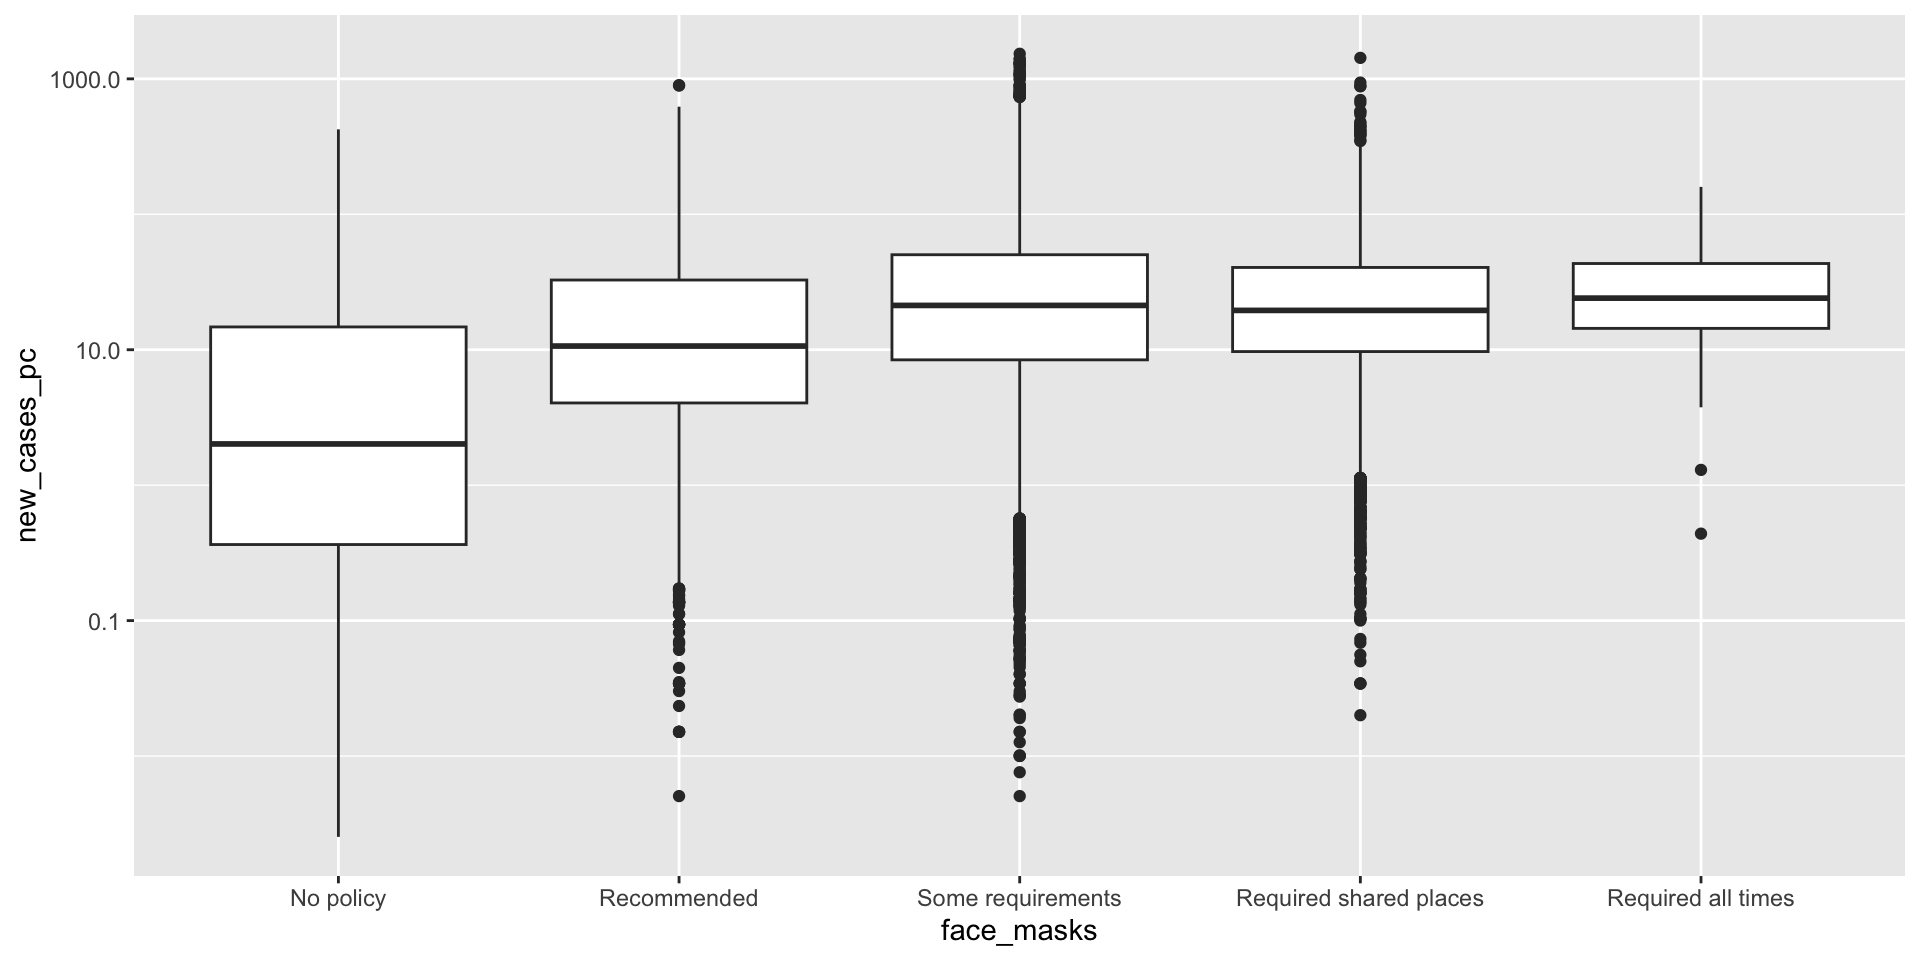 1000.0
10.0
0.1
new_cases_pc
No policy Recommended Some requirements Required shared places Required all times
face_masks